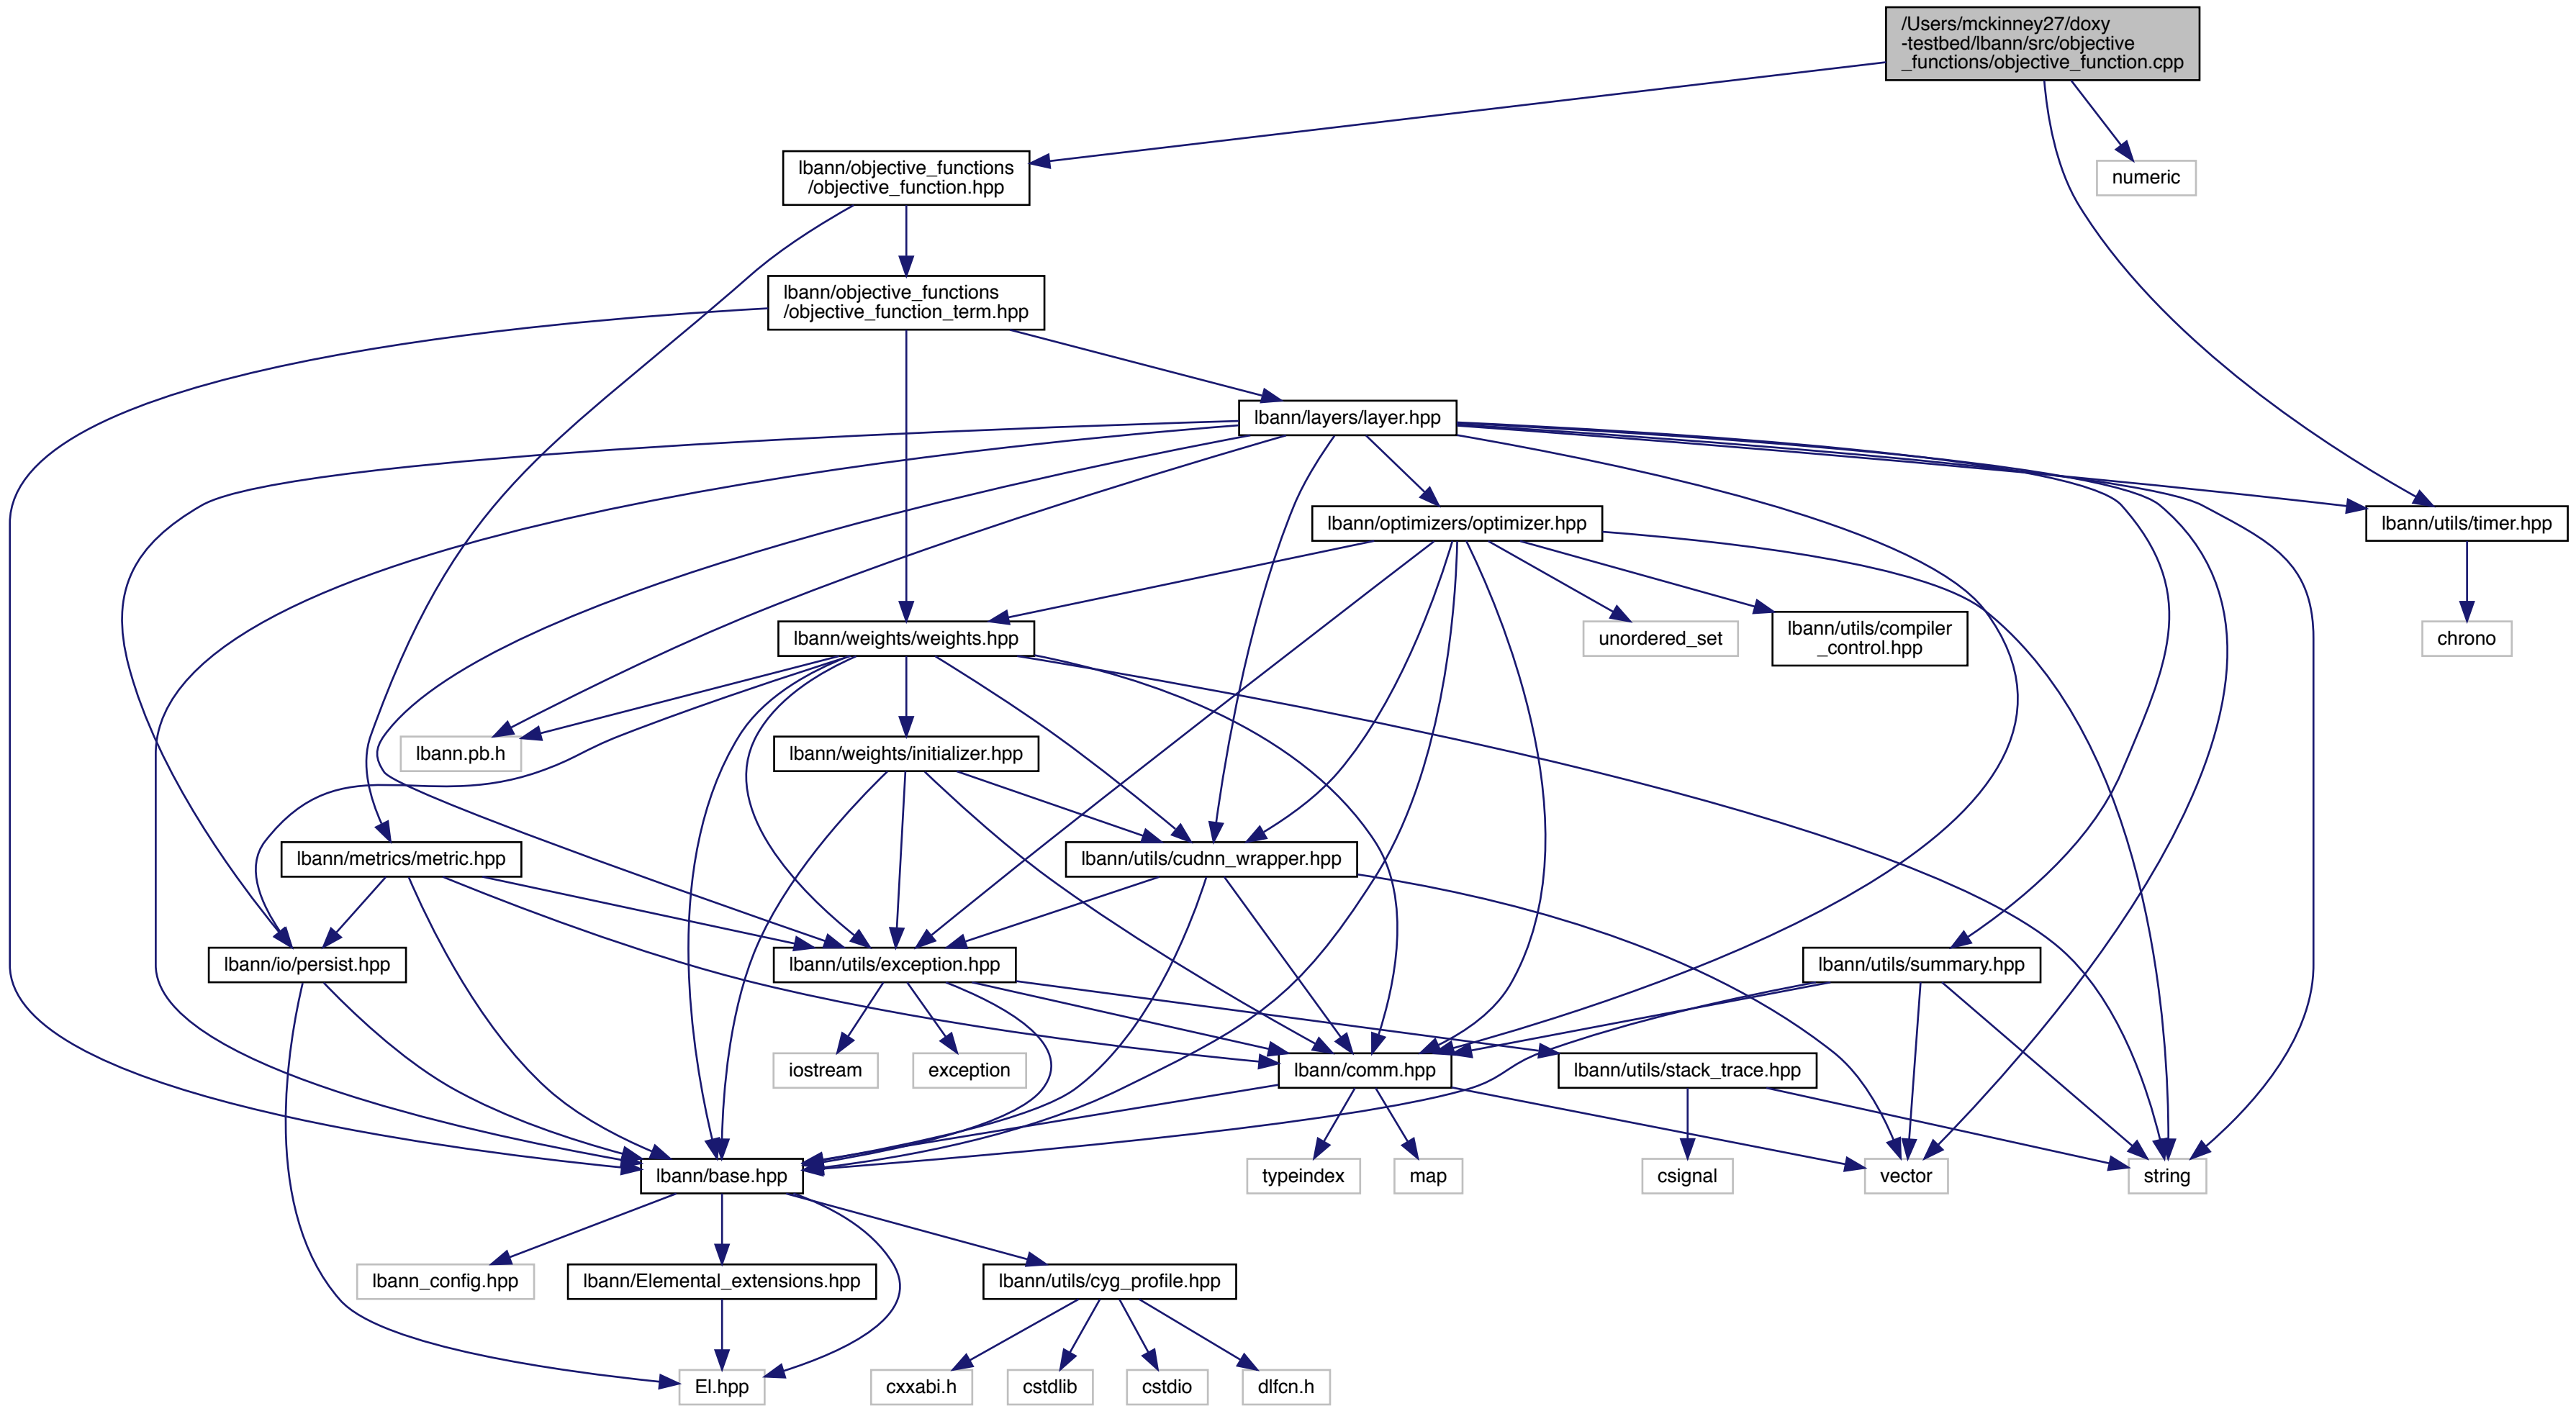 /Users/mckinney27/doxy
-testbed/lbann/src/objective
_functions/objective_function.cpp
lbann/objective_functions
/objective_function.hpp
numeric
lbann/objective_functions
/objective_function_term.hpp
lbann/layers/layer.hpp
lbann/optimizers/optimizer.hpp
lbann/utils/timer.hpp
lbann/weights/weights.hpp
unordered_set
lbann/utils/compiler
_control.hpp
chrono
lbann.pb.h
lbann/weights/initializer.hpp
lbann/metrics/metric.hpp
lbann/utils/cudnn_wrapper.hpp
lbann/io/persist.hpp
lbann/utils/exception.hpp
lbann/utils/summary.hpp
iostream
exception
lbann/comm.hpp
lbann/utils/stack_trace.hpp
lbann/base.hpp
typeindex
map
csignal
vector
string
lbann_config.hpp
lbann/Elemental_extensions.hpp
lbann/utils/cyg_profile.hpp
El.hpp
cxxabi.h
cstdlib
cstdio
dlfcn.h